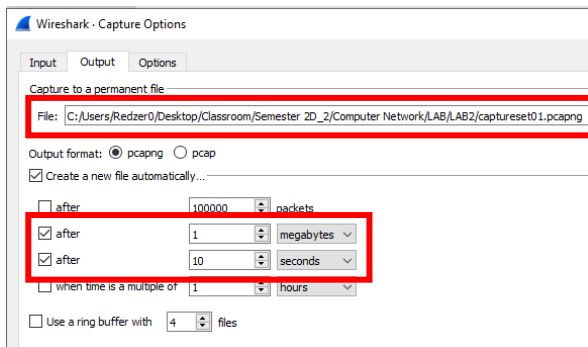 Wireshark · Capture Options
Input Output Options
Capture to a permanent file
File: C:/Users/Redzer0/Desktop/Classroom/Semester 2D_2/Computer Network/LAB/LAB2/captureset01.pcapng
Output format: pcapng pcap
Create a new file automatically...
after 100000 packets
after 1 megabytes
after 10 seconds
when time is a multiple of 1 hours
Use a ring buffer with 4 files